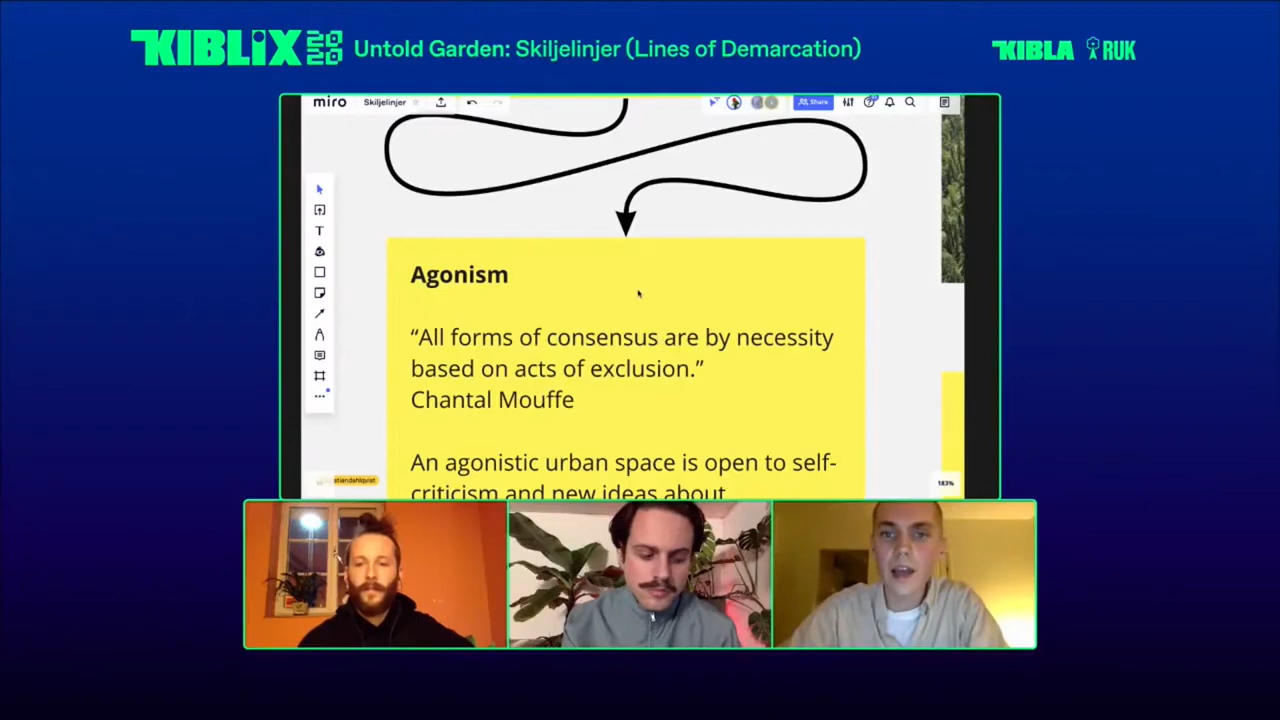 KIBLIX
2020
Untold Garden: Skiljelinjer (Lines of Demarcation)
KIBLA
RUK
miro
Skiljelinjer
Share
T
Agonism
“All forms of consensus are by necessity
based on acts of exclusion.”
Chantal Mouffe
An agonistic urban space is open to self-
criticism and new ideas about
183%